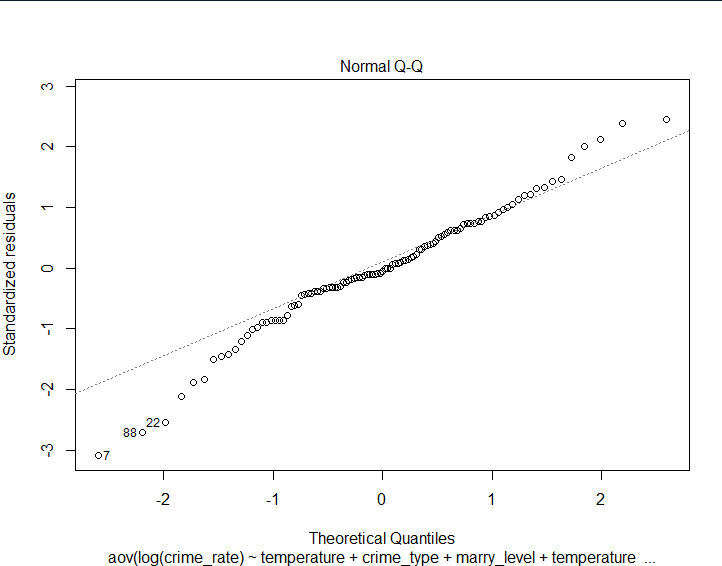 Normal Q-Q
3
2
1
0
-1
-2
-3
Standardized residuals
22
88
7
-2 -1 0 1 2
Theoretical Quantiles
aov(log(crime_rate) ~ temperature + crime_type + marry_level + temperature ...